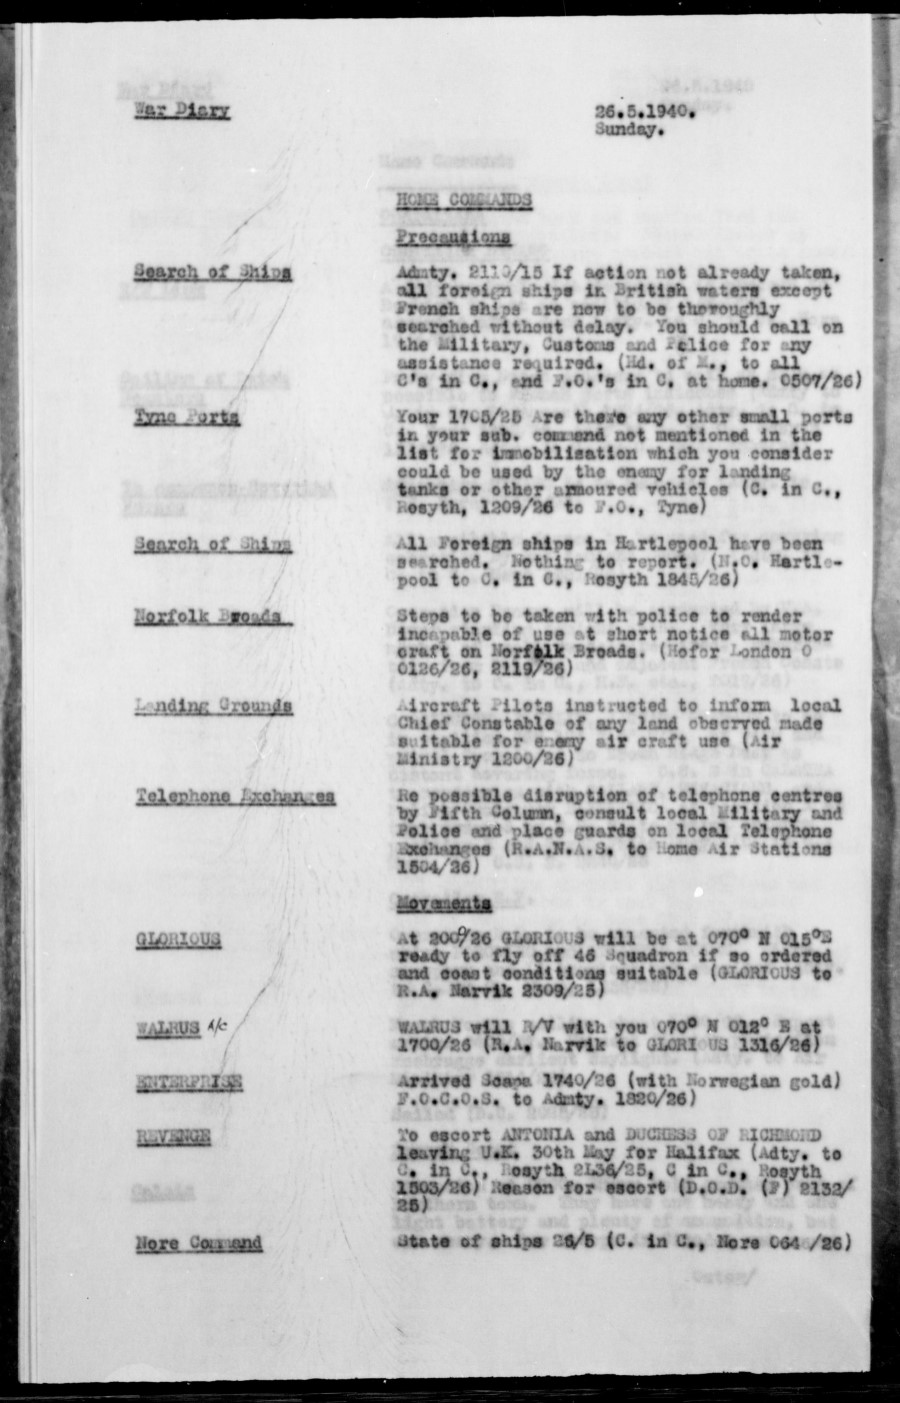 War Diary
26.5.1940.
Sunday.
HOME COMMANDS
Precautions
Search of Ships
Admty. 2110/15 If action not already taken,
all foreign ships in British waters except
French ships are now to be thoroughly
searched without delay. You should call on
the Military, Customs and Police for any
assistance required. (Hd. of M., to all
C's in C., and F.O.'s in C. at home. 0507/26)
Tyne Ports
Your 1705/25 Are there any other small ports
in your sub. command not mentioned in the
list for immobilisation which you consider
could be used by the enemy for landing
tanks or other armoured vehicles (C. in C.,
Rosyth, 1209/26 to F.O., Tyne)
Search of Ships
All Foreign ships in Hartlepool have been
searched. Nothing to report. (N.O. Hartle-
pool to C. in C., Rosyth 1845/26)
Norfolk Broads
Steps to be taken with police to render
incapable of use at short notice all motor
craft on Norfolk Broads. (Nofor London 0
0126/26, 2119/26)
Landing Grounds
Aircraft Pilots instructed to inform local
Chief Constable of any land observed made
suitable for enemy air craft use (Air
Ministry 1200/26)
Telephone Exchanges
Re possible disruption of telephone centres
by Fifth Column, consult local Military and
Police and place guards on local Telephone
Exchanges (R.A.N.A.S. to Home Air Stations
1504/26)
Movements
GLORIOUS
At 2009/26 GLORIOUS will be at 070° N 015°E
ready to fly off 46 Squadron if so ordered
and coast conditions suitable (GLORIOUS to
R.A. Narvik 2309/25)
WALRUS A/C
WALRUS will R/V with you 070° N 012° E at
1700/26 (R.A. Narvik to GLORI US 1316/26)
ENTERPRISE
Arrived Scapa 1740/26 (with Norwegian gold)
F.O.C.O.S. to Admty. 1820/26)
REVENGE
To escort ANTONIA and DUCHESS OF RICHMOND
leaving U.K. 30th May for Halifax (Adty. to
C. in C., Rosyth 2136/25, C in C., Rosyth
1503/26) Reason for escort (D.O.D. (F) 2132/
25)
Nore Command
State of ships 26/5 (C. in C., Nore 064 /26)